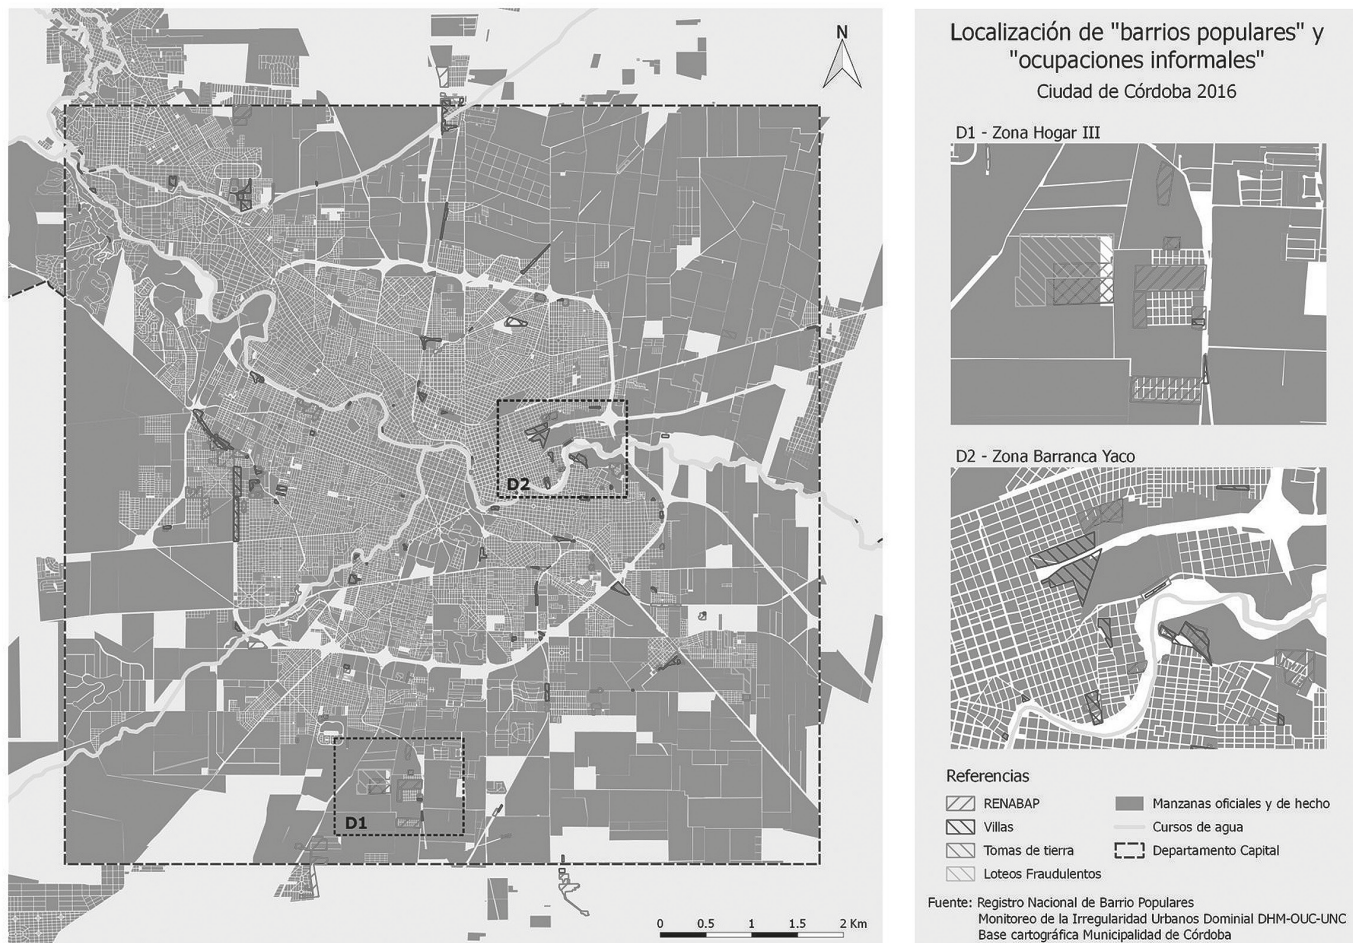 N
D2
D1
0 0.5 1 1.5 2 Km
Localización de "barrios populares" y
"ocupaciones informales"
Ciudad de Córdoba 2016
D1 - Zona Hogar III
D2 - Zona Barranca Yaco
Referencias
RENABAP
Villas
Tomas de tierra
Loteos Fraudulentos
Manzanas oficiales y de hecho
Cursos de agua
Departamento Capital
Fuente: Registro Nacional de Barrio Populares
Monitoreo de la Irregularidad Urbanos Dominial DHM-OUC-UNC
Base cartográfica Municipalidad de Córdoba